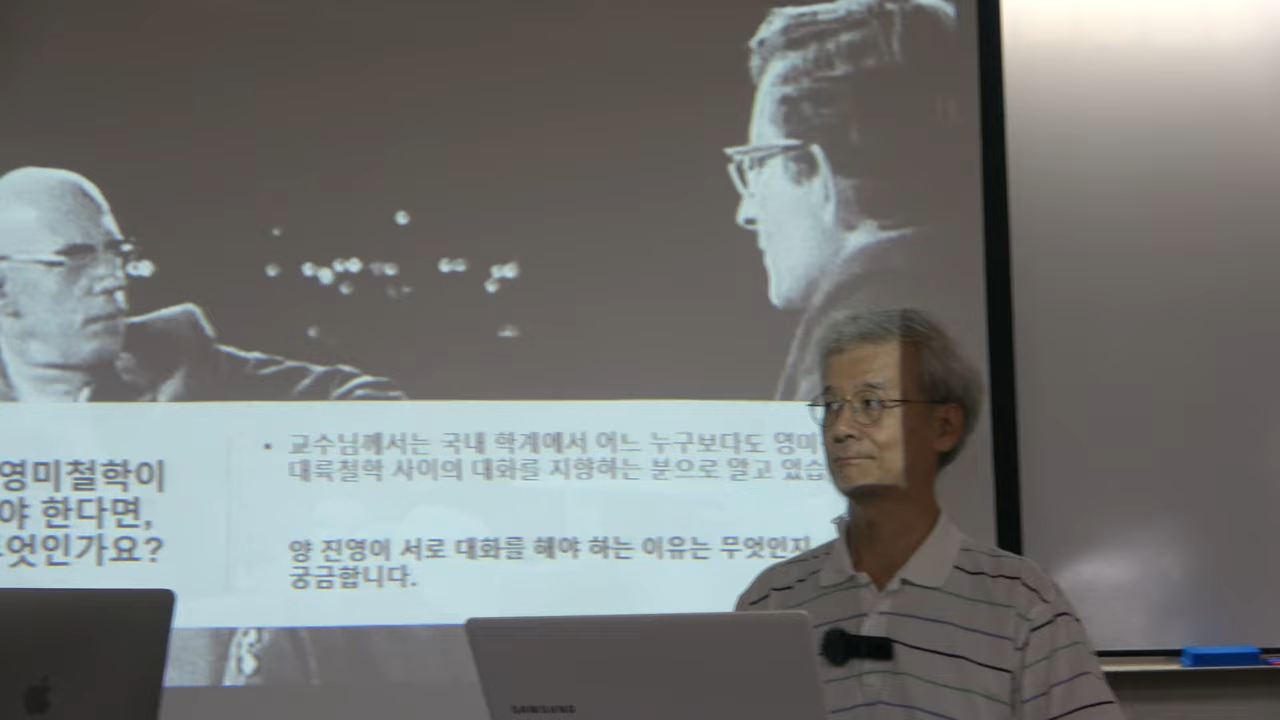 영미철학이
야 한다면,
무엇인가요?
• 교수님께서는 국내 학계에서 어느 누구보다도 영미
대륙철학 사이의 대화를 지향하는 분으로 알고 있습
양 진영이 서로 대화를 해야 하는 이유는 무엇인지
궁금합니다.
SAMSUNG